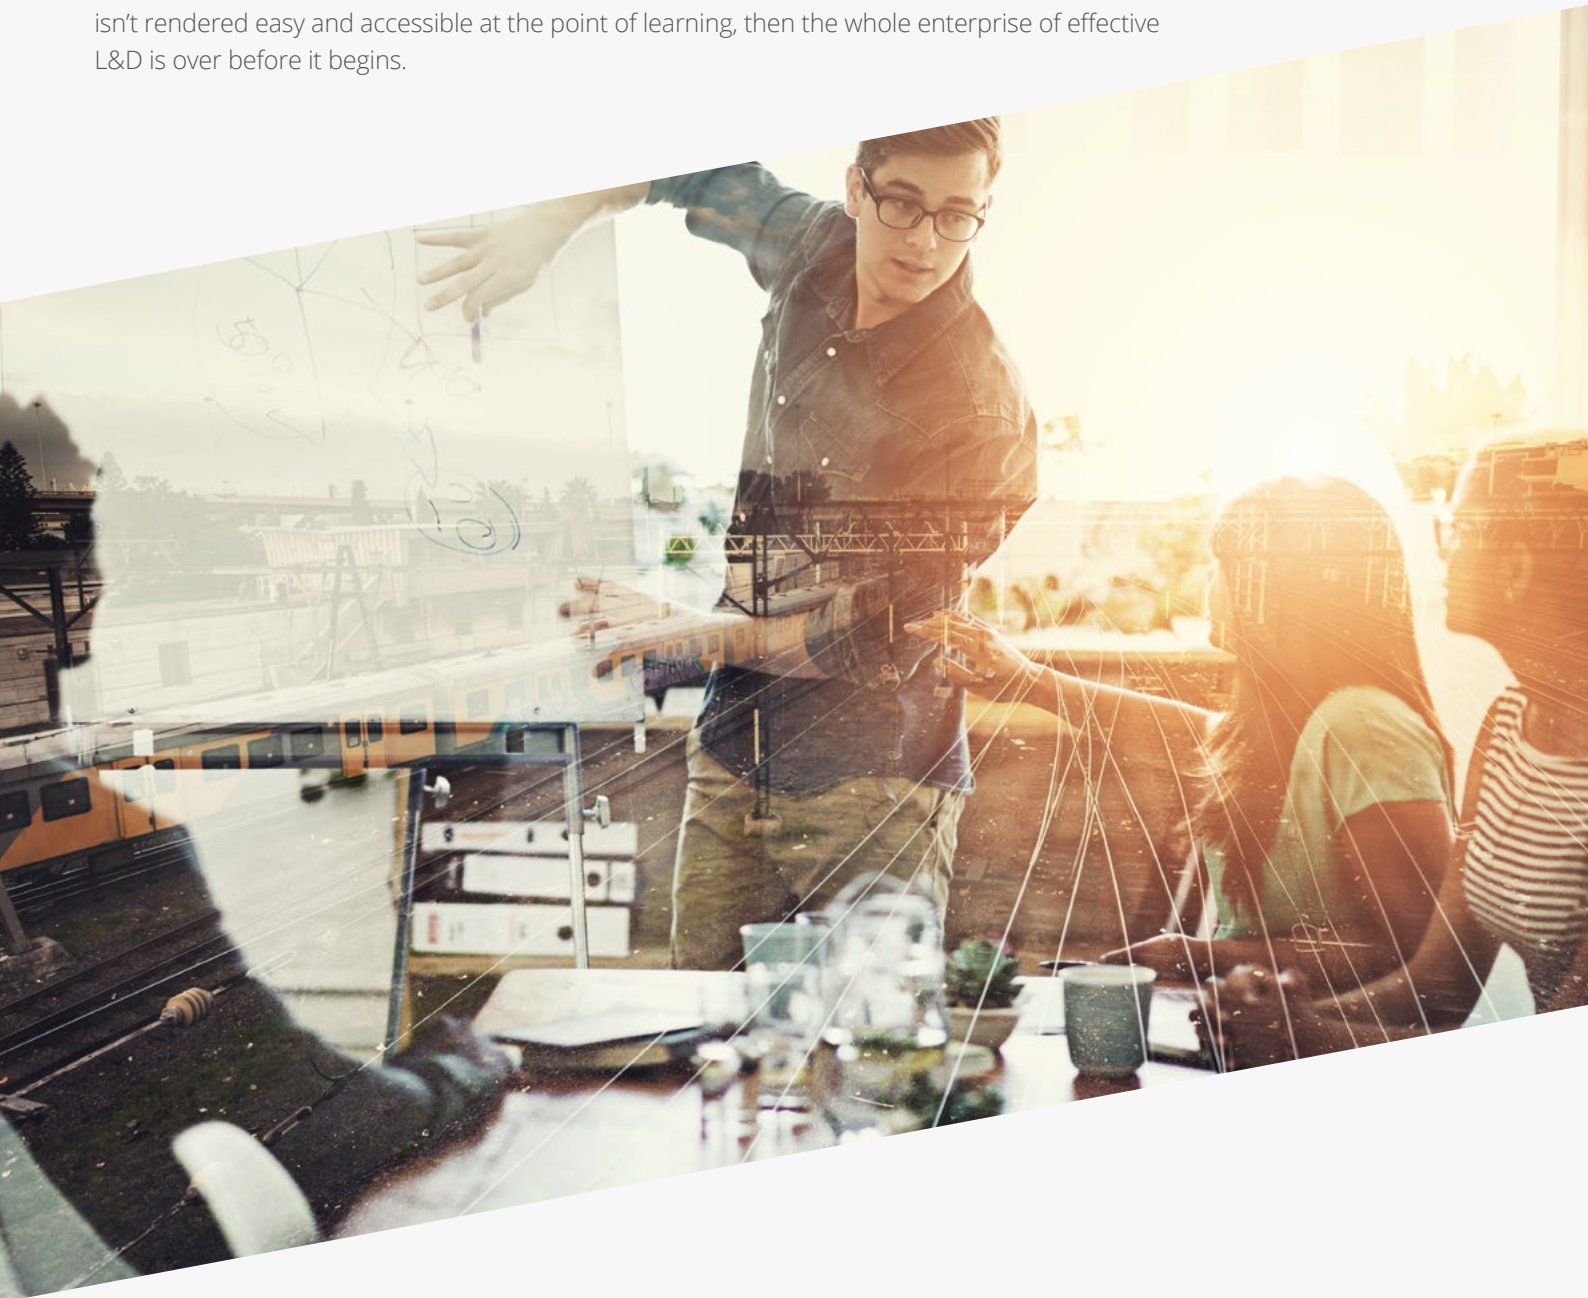 isn’t rendered easy and accessible at the point of learning, then the whole enterprise of effective
L&D is over before it begins.